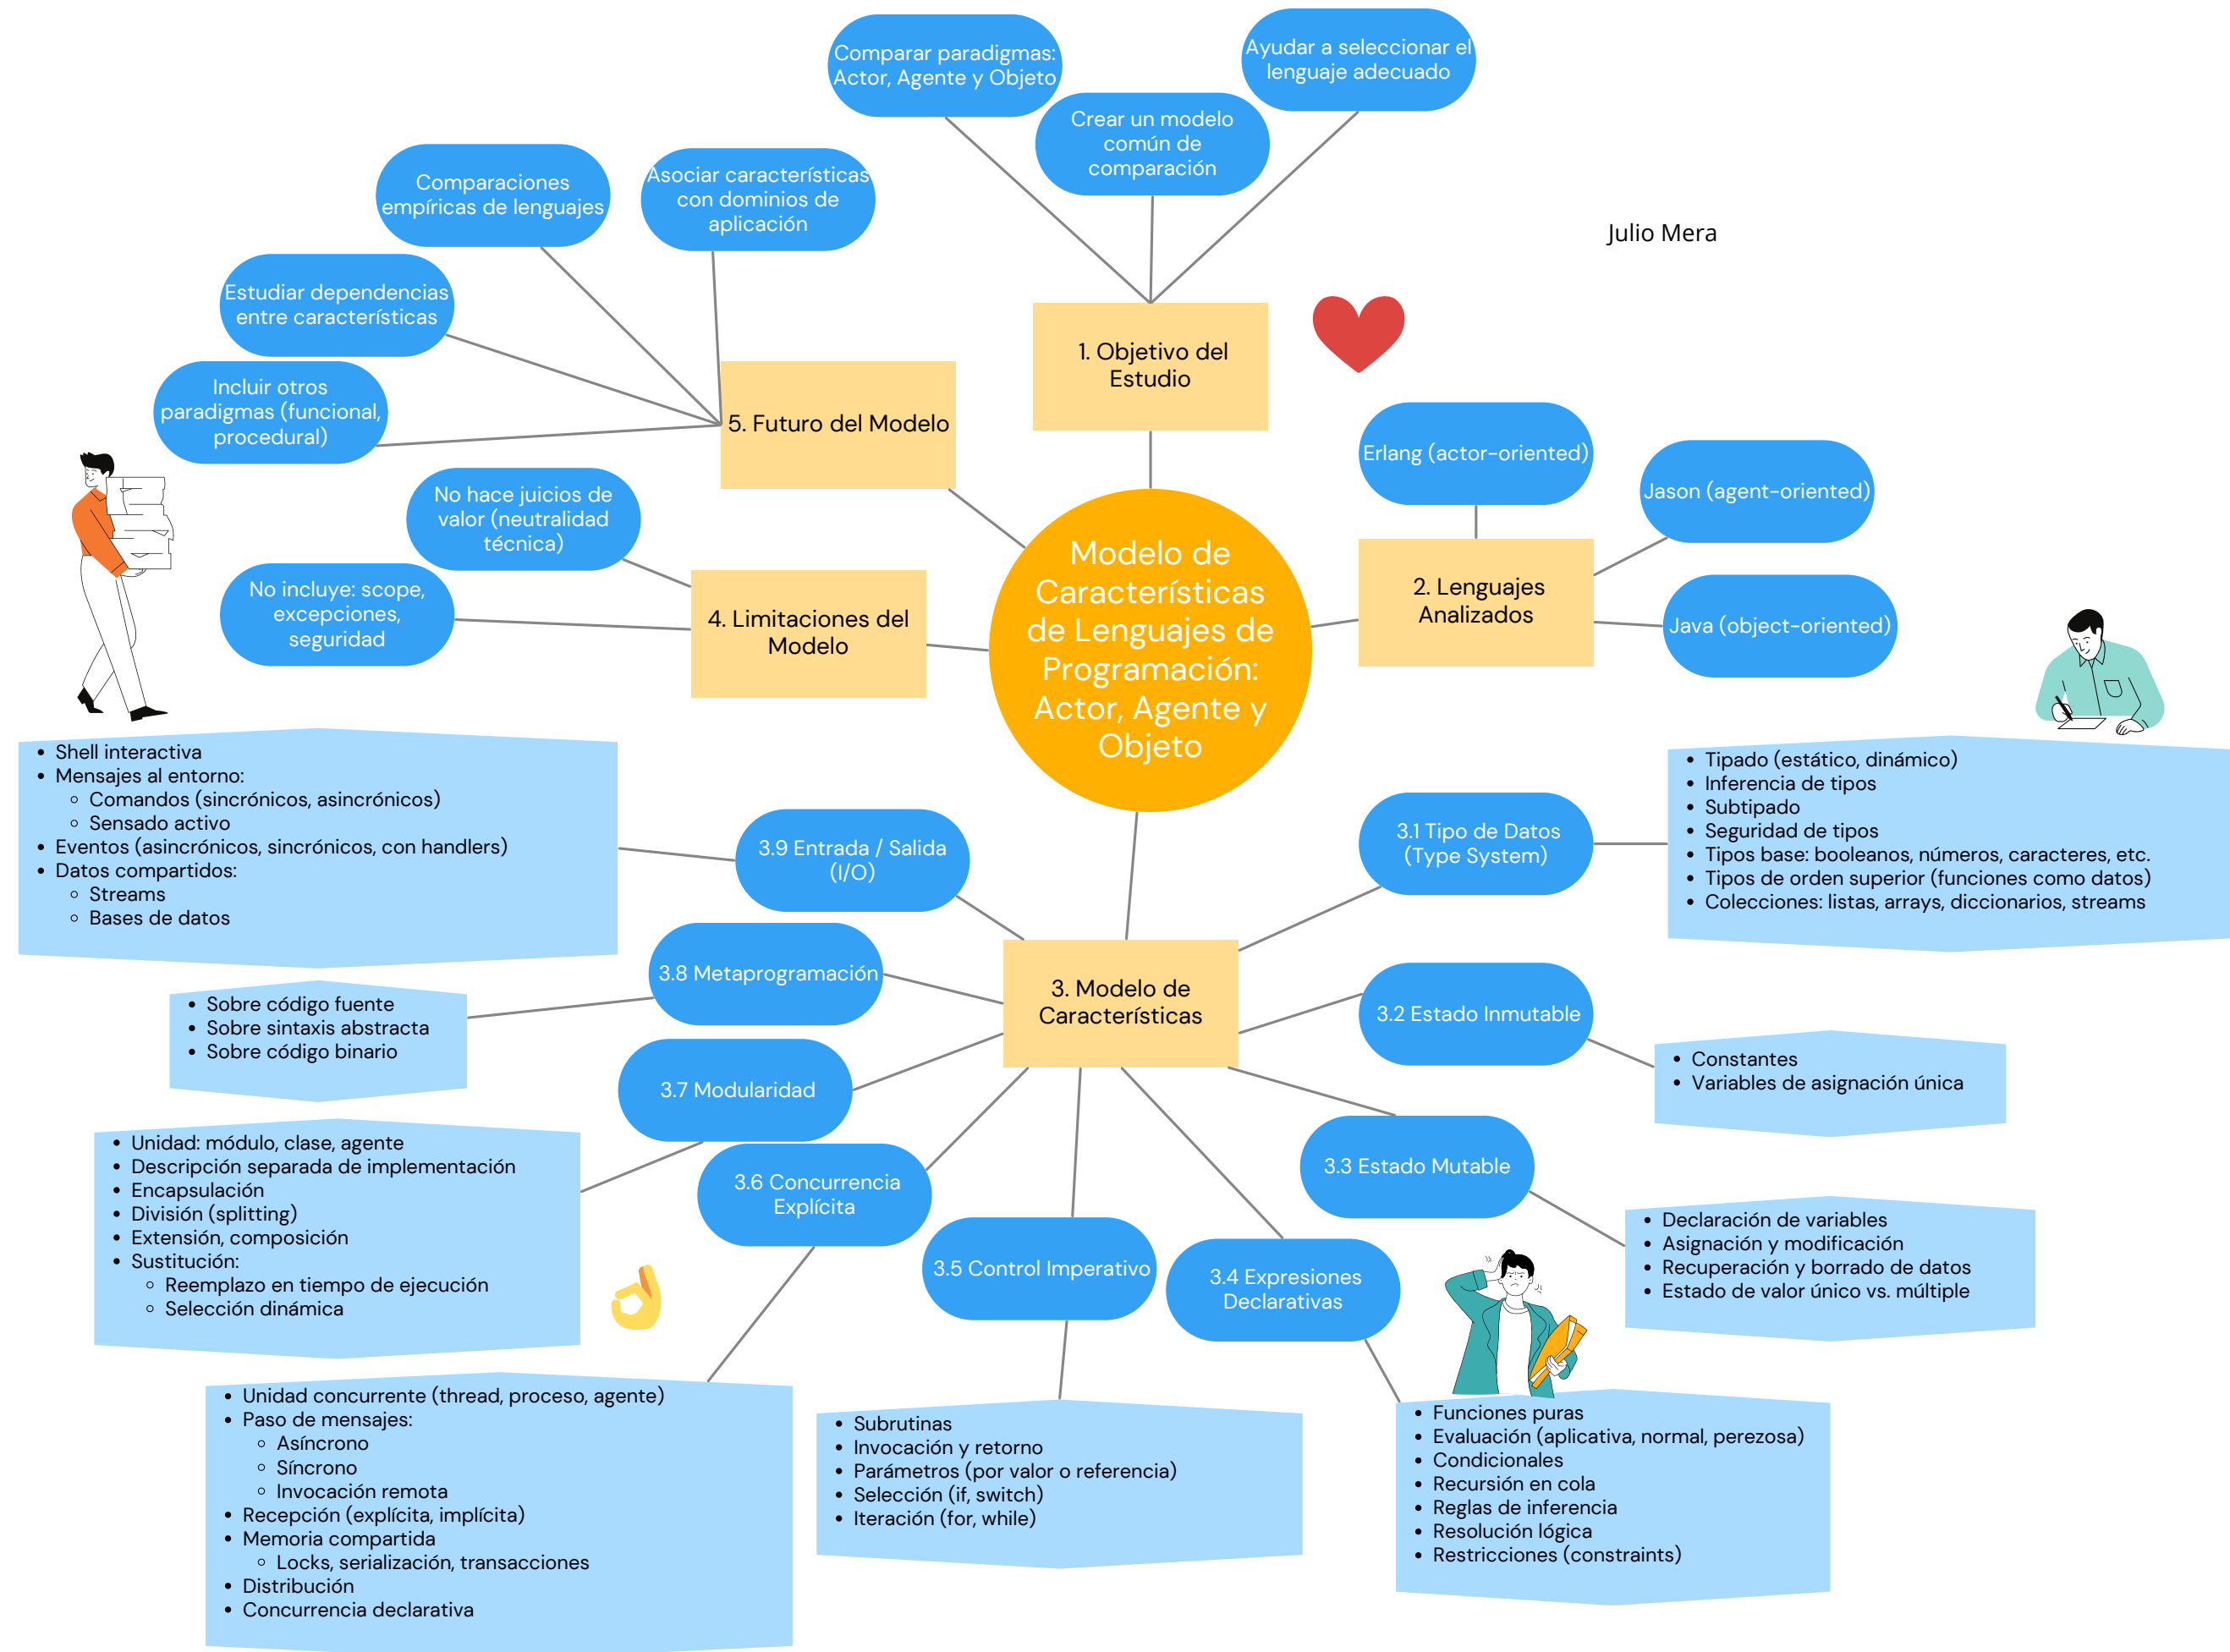 Comparar paradigmas:
Actor, Agente y Objeto
Ayudar a seleccionar el
lenguaje adecuado
Crear un modelo
común de
comparación
Comparaciones
empíricas de lenguajes
Asociar características
con dominios de
aplicación
Julio Mera
Estudiar dependencias
entre características
Incluir otros
paradigmas (funcional,
procedural)
1. Objetivo del
Estudio
5. Futuro del Modelo
Erlang (actor-oriented)
Jason (agent-oriented)
Java (object-oriented)
2. Lenguajes
Analizados
No hace juicios de
valor (neutralidad
técnica)
No incluye: scope,
excepciones,
seguridad
4. Limitaciones del
Modelo
Modelo de
Características
de Lenguajes de
Programación:
Actor, Agente y
Objeto
3. Modelo de
Características
3.1 Tipo de Datos
(Type System)
• Tipado (estático, dinámico)
• Inferencia de tipos
• Subtipado
• Seguridad de tipos
• Tipos base: booleanos, números, caracteres, etc.
• Tipos de orden superior (funciones como datos)
• Colecciones: listas, arrays, diccionarios, streams
3.2 Estado Inmutable
• Constantes
• Variables de asignación única
3.3 Estado Mutable
• Declaración de variables
• Asignación y modificación
• Recuperación y borrado de datos
• Estado de valor único vs. múltiple
3.4 Expresiones
Declarativas
• Funciones puras
• Evaluación (aplicativa, normal, perezosa)
• Condicionales
• Recursión en cola
• Reglas de inferencia
• Resolución lógica
• Restricciones (constraints)
3.5 Control Imperativo
• Subrutinas
• Invocación y retorno
• Parámetros (por valor o referencia)
• Selección (if, switch)
• Iteración (for, while)
3.6 Concurrencia
Explícita
• Unidad concurrente (thread, proceso, agente)
• Paso de mensajes:
◦ Asíncrono
◦ Síncrono
◦ Invocación remota
• Recepción (explícita, implícita)
• Memoria compartida
◦ Locks, serialización, transacciones
• Distribución
• Concurrencia declarativa
3.7 Modularidad
• Unidad: módulo, clase, agente
• Descripción separada de implementación
• Encapsulación
• División (splitting)
• Extensión, composición
• Sustitución:
◦ Reemplazo en tiempo de ejecución
◦ Selección dinámica
3.8 Metaprogramación
• Sobre código fuente
• Sobre sintaxis abstracta
• Sobre código binario
3.9 Entrada / Salida
(I/O)
• Shell interactiva
• Mensajes al entorno:
◦ Comandos (sincrónicos, asincrónicos)
◦ Sensado activo
• Eventos (asincrónicos, sincrónicos, con handlers)
• Datos compartidos:
◦ Streams
◦ Bases de datos